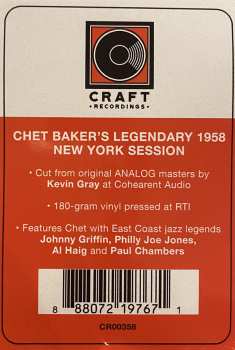 CRAFT
• RECORDINGS •
CHET BAKER'S LEGENDARY 1958
NEW YORK SESSION
• Cut from original ANALOG masters by
Kevin Gray at Cohearent Audio
• 180-gram vinyl pressed at RTI
• Features Chet with East Coast jazz legends
Johnny Griffin, Philly Joe Jones,
Al Haig and Paul Chambers
8 88072 19767 1
CR00358